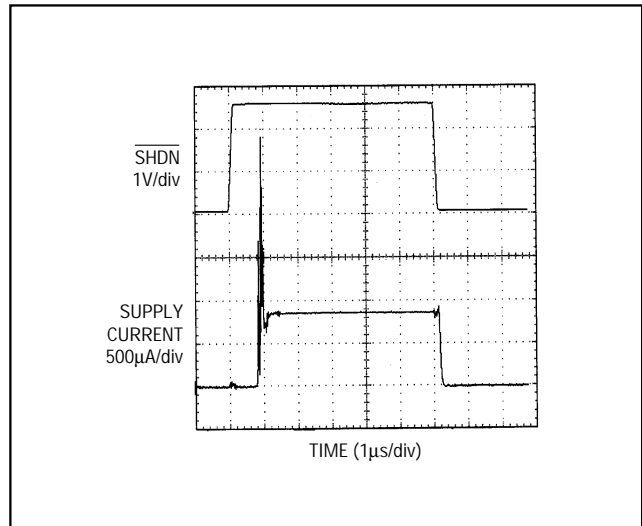 SHDN
1V/div
SUPPLY
CURRENT
500µA/div
TIME (1µs/div)